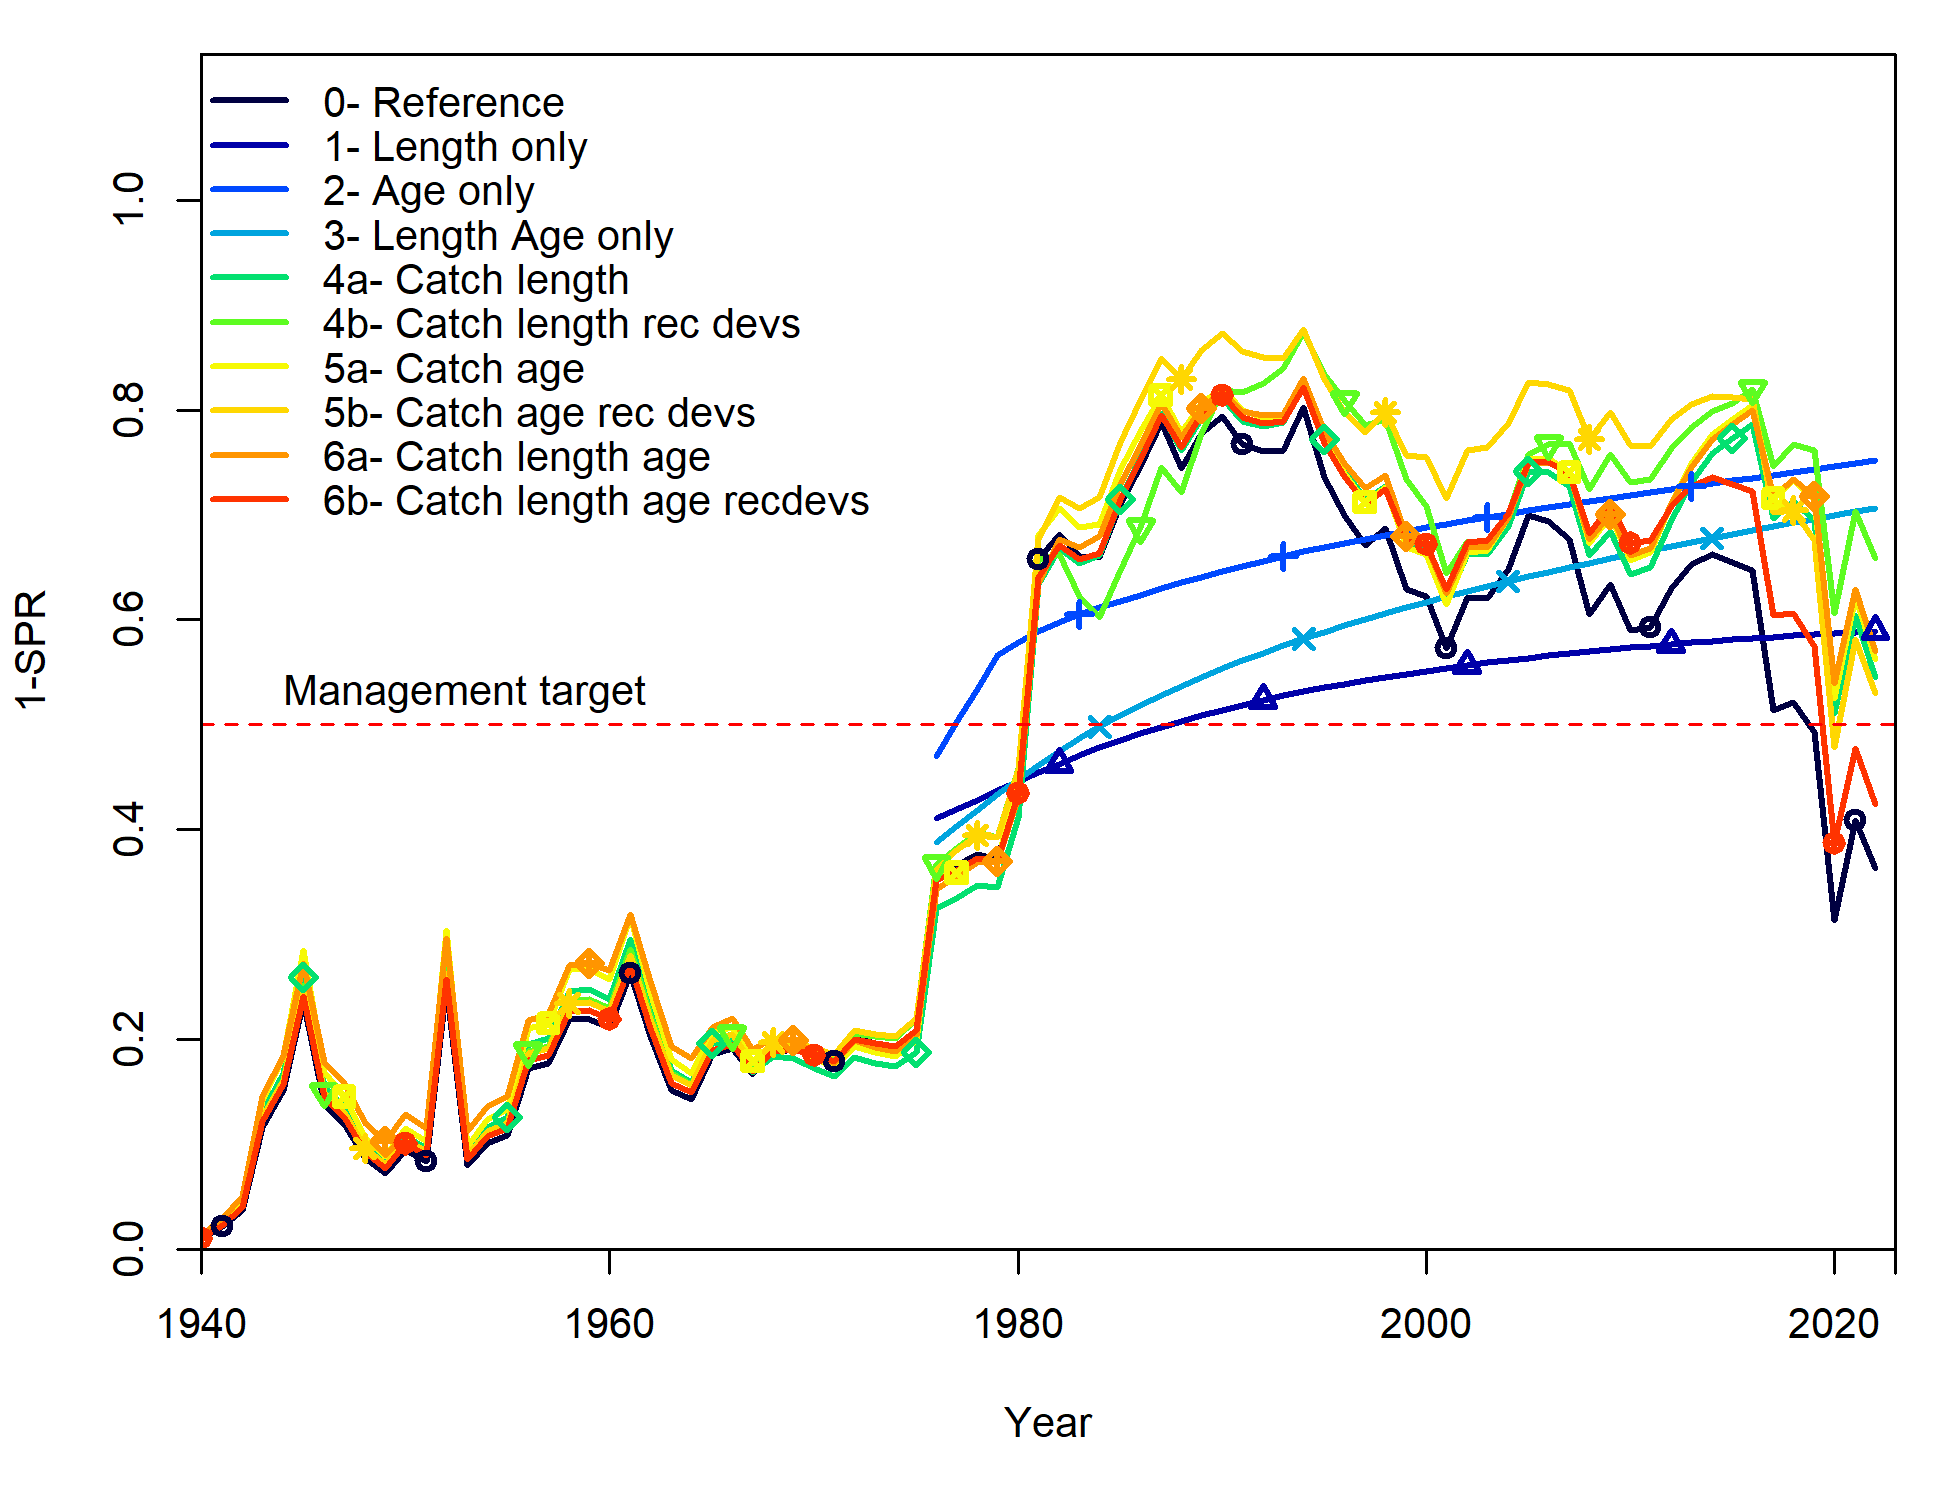 0- Reference
1- Length only
2- Age only
3- Length Age only
4a- Catch length
4b- Catch length rec devs
5a- Catch age
5b- Catch age rec devs
6a- Catch length age
6b- Catch length age recdevs
Management target
1-SPR
1.0
0.8
0.6
0.4
0.2
0.0
1940 1960 1980 2000 2020
Year